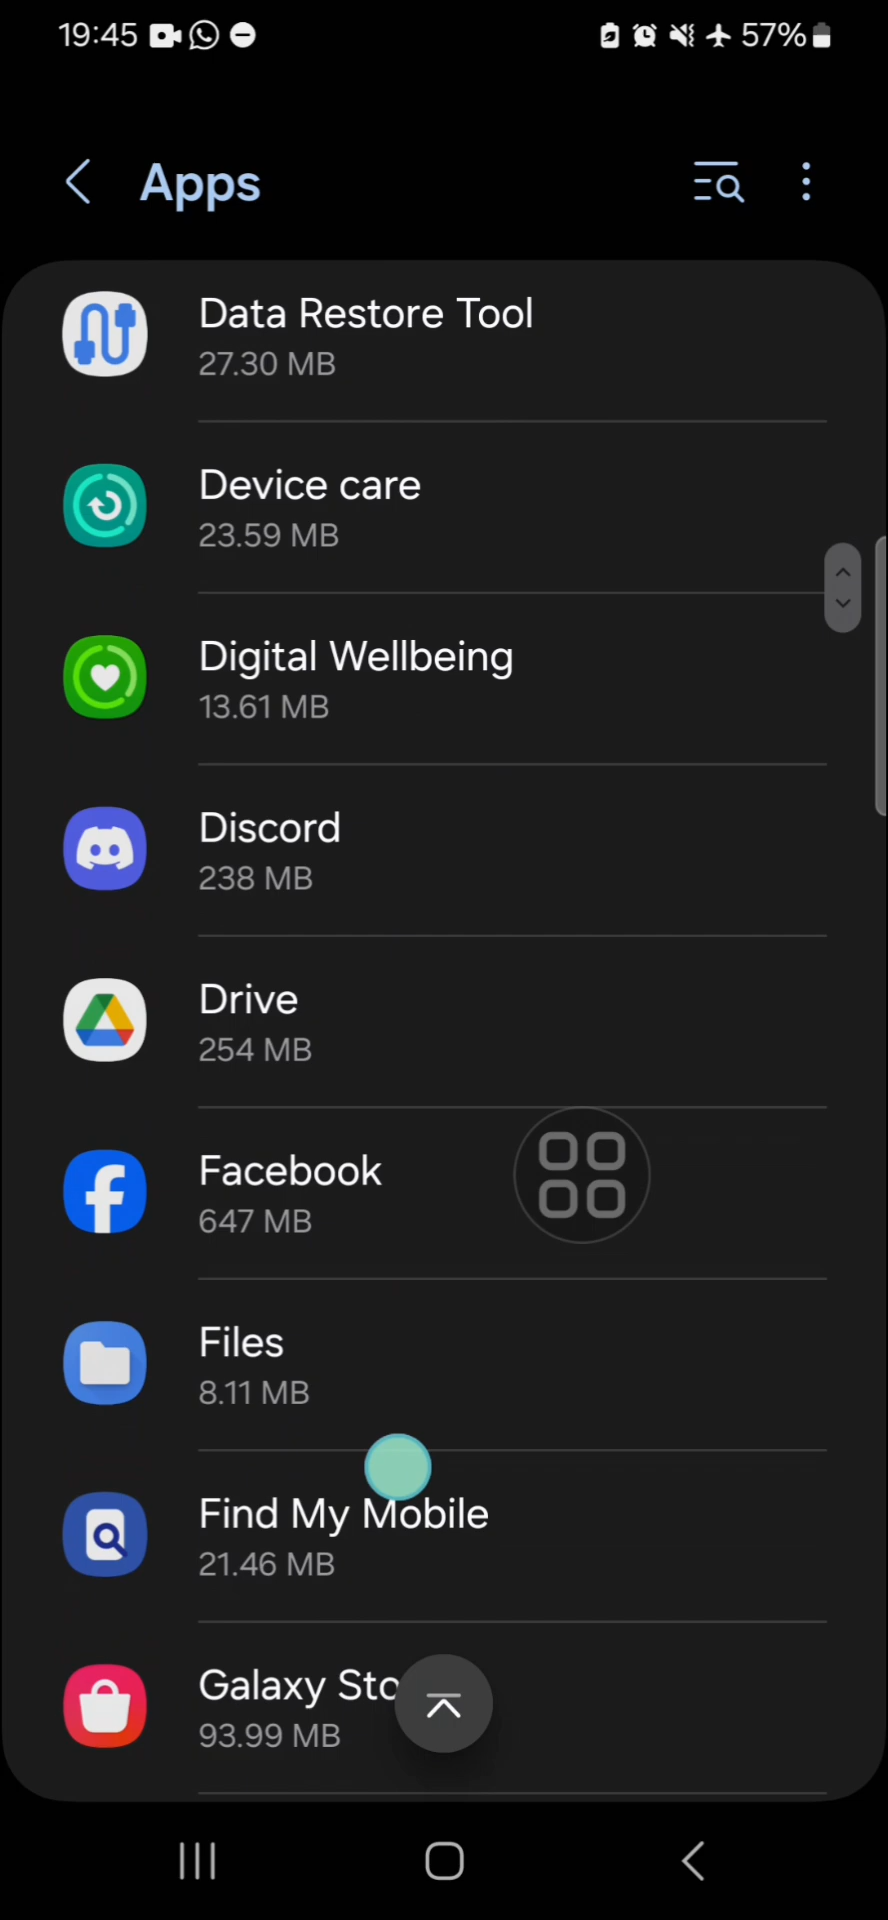 19:45 57%
Apps
Data Restore Tool
27.30 MB
Device care
23.59 MB
Digital Wellbeing
13.61 MB
Discord
238 MB
Drive
254 MB
Facebook
647 MB
Files
8.11 MB
Find My Mobile
21.46 MB
Galaxy Sto
93.99 MB